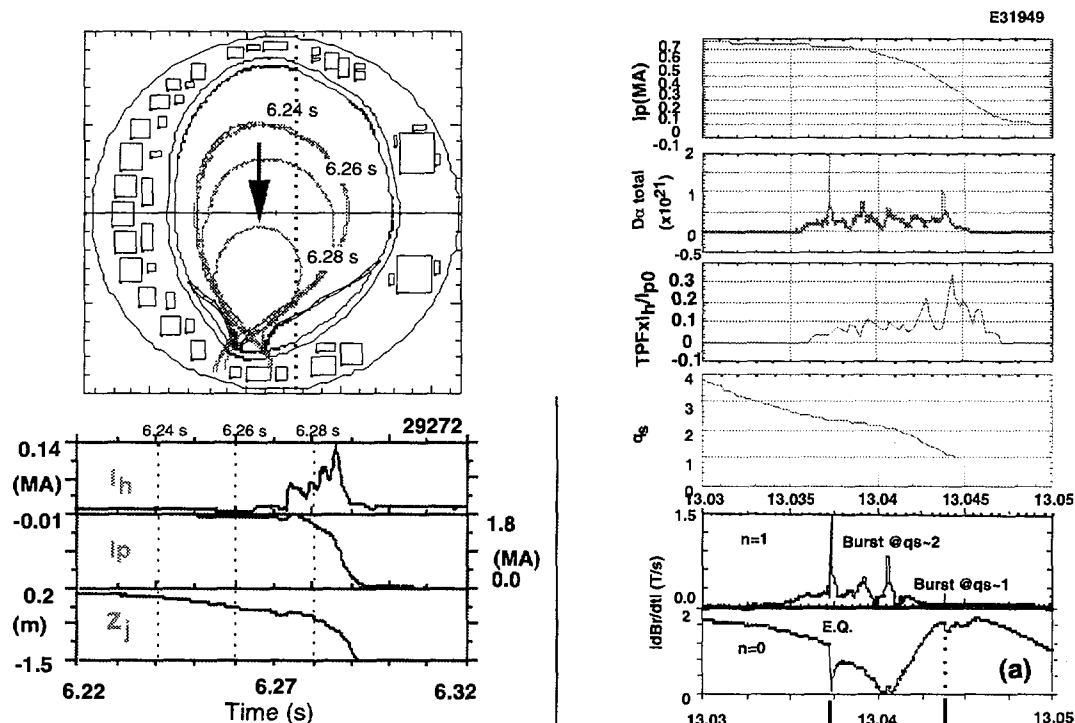 E31949
6.24 s
6.26 s
6.28 s
6.24 s 6.26 s 6.28 s 29272
0.14
(MA)
-0.01
Ih
Ip
1.8
(MA)
0.0
0.2
(m)
-1.5
Zj
6.22 6.27 6.32
Time (s)
Ip(MA)
0.7
0.6
0.5
0.4
0.3
0.2
0.1
0
-0.1
Dα total
(x10²¹)
2
1
0
-0.5
TPFxIh/Ip0
0.3
0.2
0.1
0
-0.1
qs
4
3
2
1
0
13.03 13.035 13.04 13.045 13.05
|dBr/dt| (T/s)
1.5
0.0
n=1
Burst @qs~2
Burst @qs~1
2
0
E.Q.
n=0
(a)
13.03 13.04 13.05